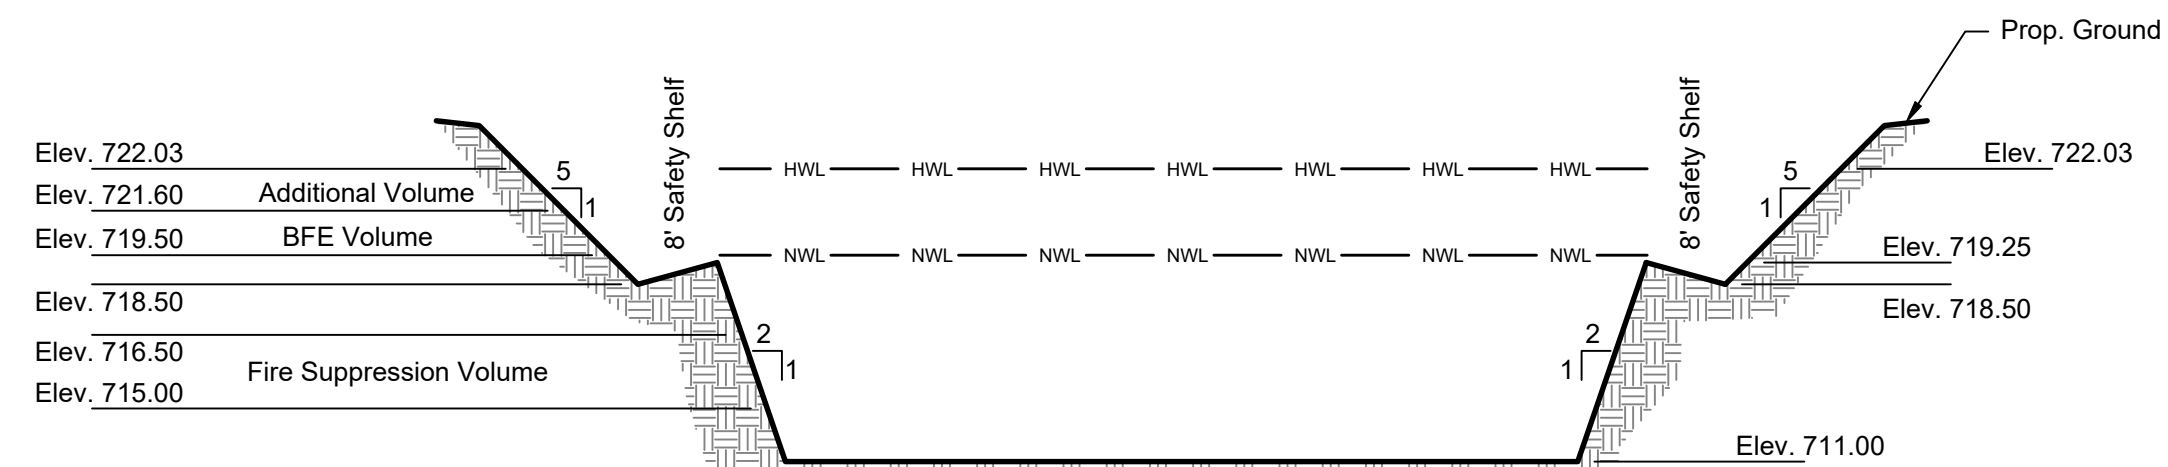 Prop. Ground
8' Safety Shelf
8' Safety Shelf
Elev. 722.03
HWL HWL HWL HWL HWL HWL HWL
Elev. 722.03
5
1
5
1
Elev. 721.60
Additional Volume
Elev. 719.50
BFE Volume
NWL NWL NWL NWL NWL NWL NWL
Elev. 719.25
Elev. 718.50
Elev. 718.50
2
1
2
1
Elev. 716.50
Fire Suppression Volume
Elev. 715.00
Elev. 711.00